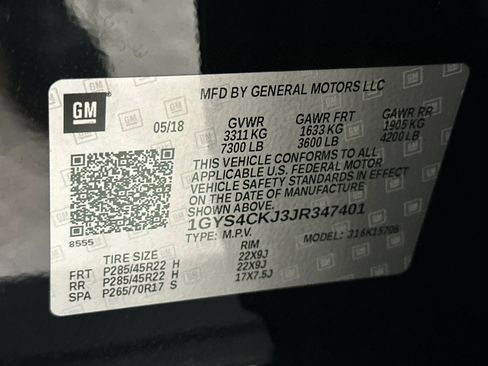 GM
MFD BY GENERAL MOTORS LLC
05/18
GVWR GAWR FRT GAWR RR
3311 KG 1633 KG 1905 KG
7300 LB 3600 LB 4200 LB
THIS VEHICLE CONFORMS TO ALL
APPLICABLE U.S. FEDERAL MOTOR
VEHICLE SAFETY STANDARDS IN EFFECT
ON THE DATE OF MANUFACTURE SHOWN
ABOVE.
1GYS4CKJ3JR347401
TYPE: M.P.V. MODEL: 316K15706
8555
TIRE SIZE RIM
FRT P285/45R22 H 22X9J
RR P285/45R22 H 22X9J
SPA P265/70R17 S 17X7.5J